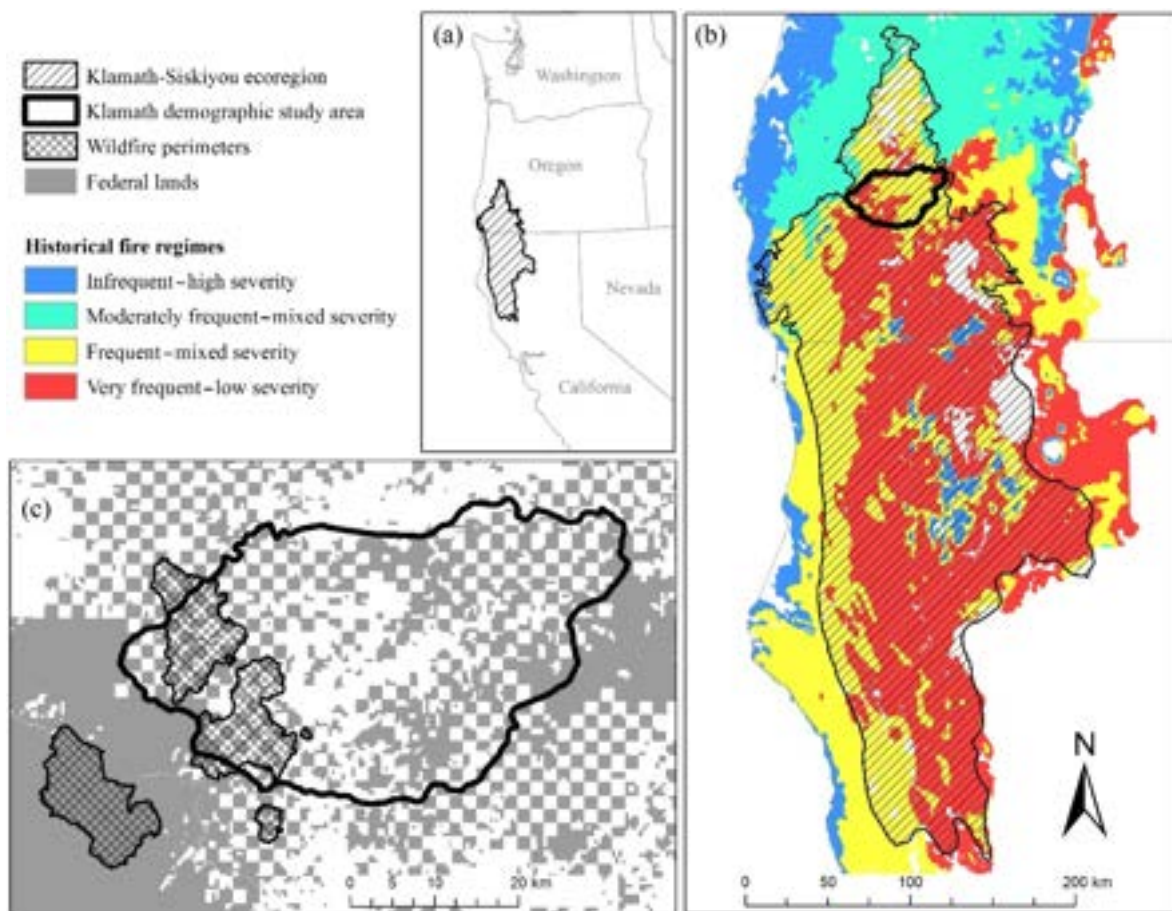 Klamath-Siskiyou ecoregion
Klamath demographic study area
Wildfire perimeters
Federal lands
Historical fire regimes
Infrequent-high severity
Moderately frequent-mixed severity
Frequent-mixed severity
Very frequent-low severity
(a)
Washington
Oregon
Nevada
California
(b)
N
0 50 100 200 km
(c)
0 5 10 20 km